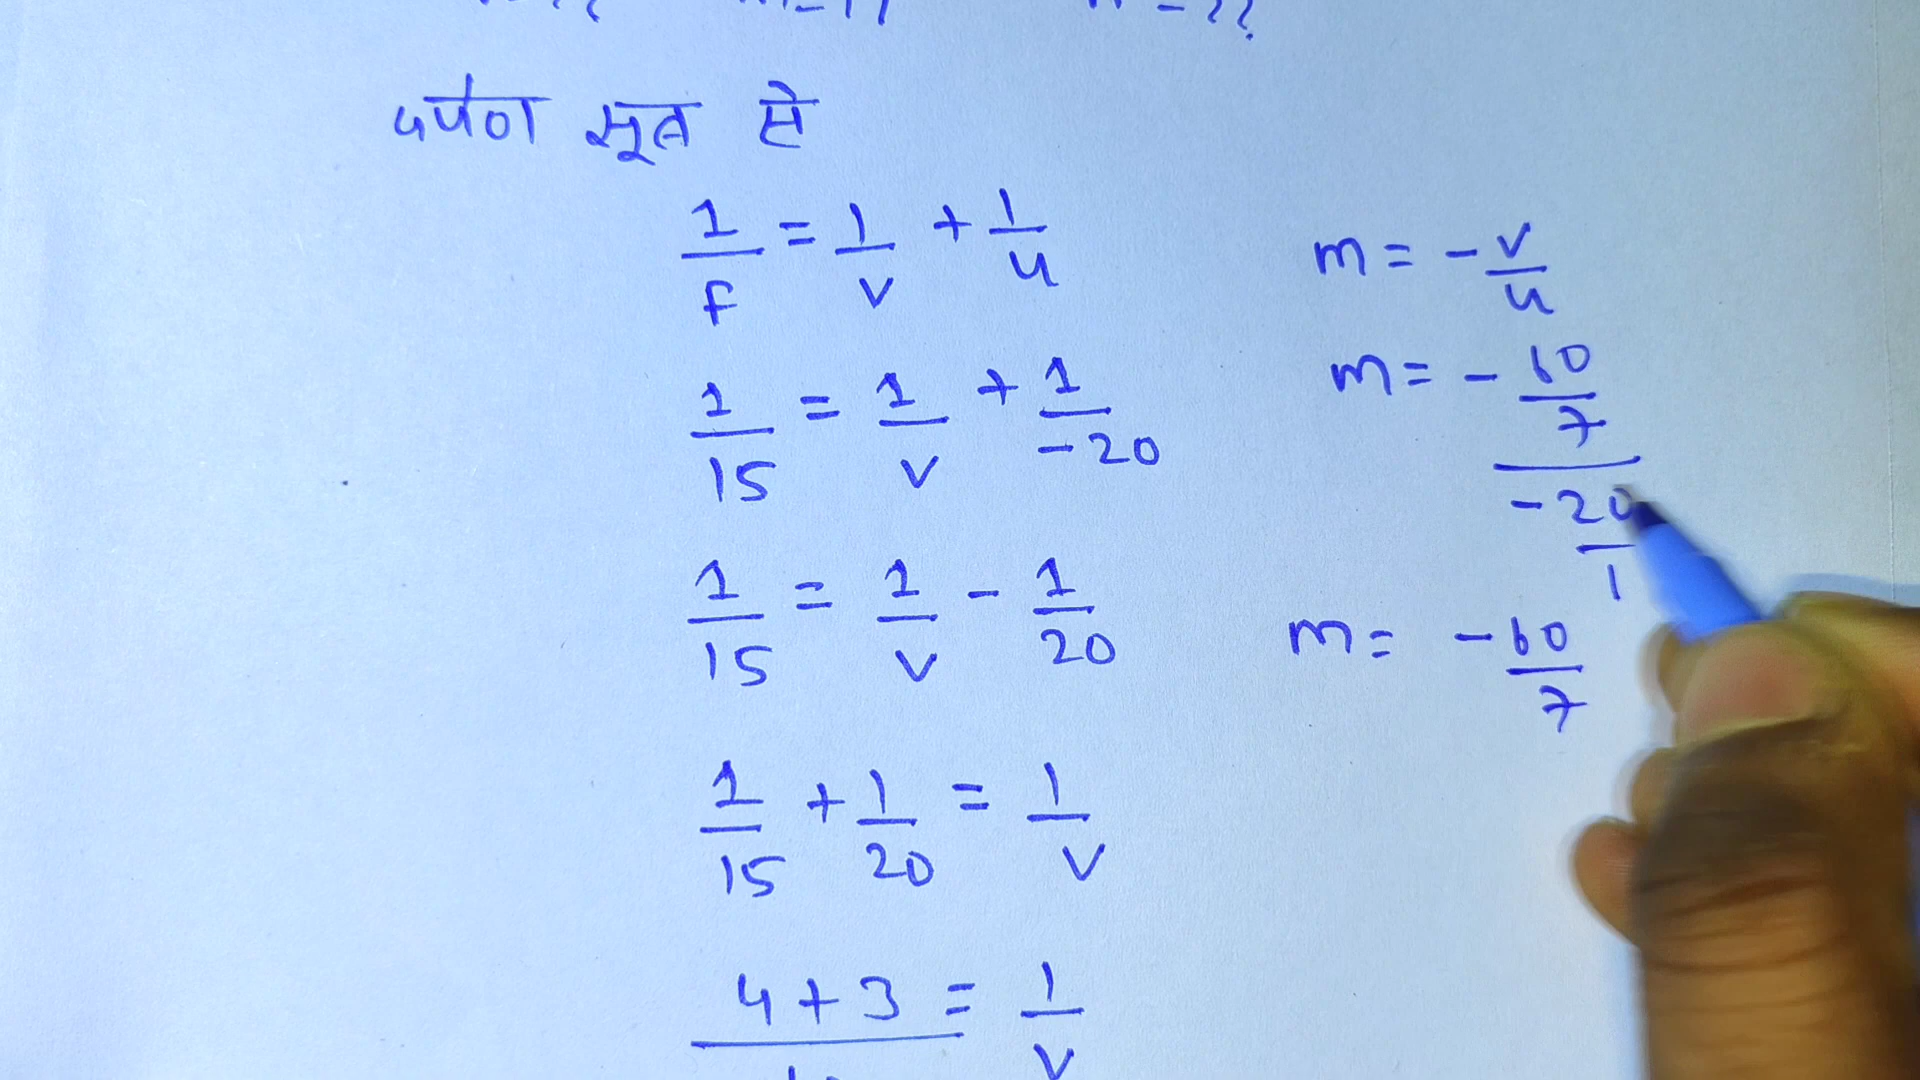 दर्पण सूत्र से
1/f = 1/v + 1/u
1/15 = 1/v + 1/-20
1/15 = 1/v - 1/20
1/15 + 1/20 = 1/v
4+3 = 1/v
m = - v/u
m = - 60/7
-20/1
m = - 60/7